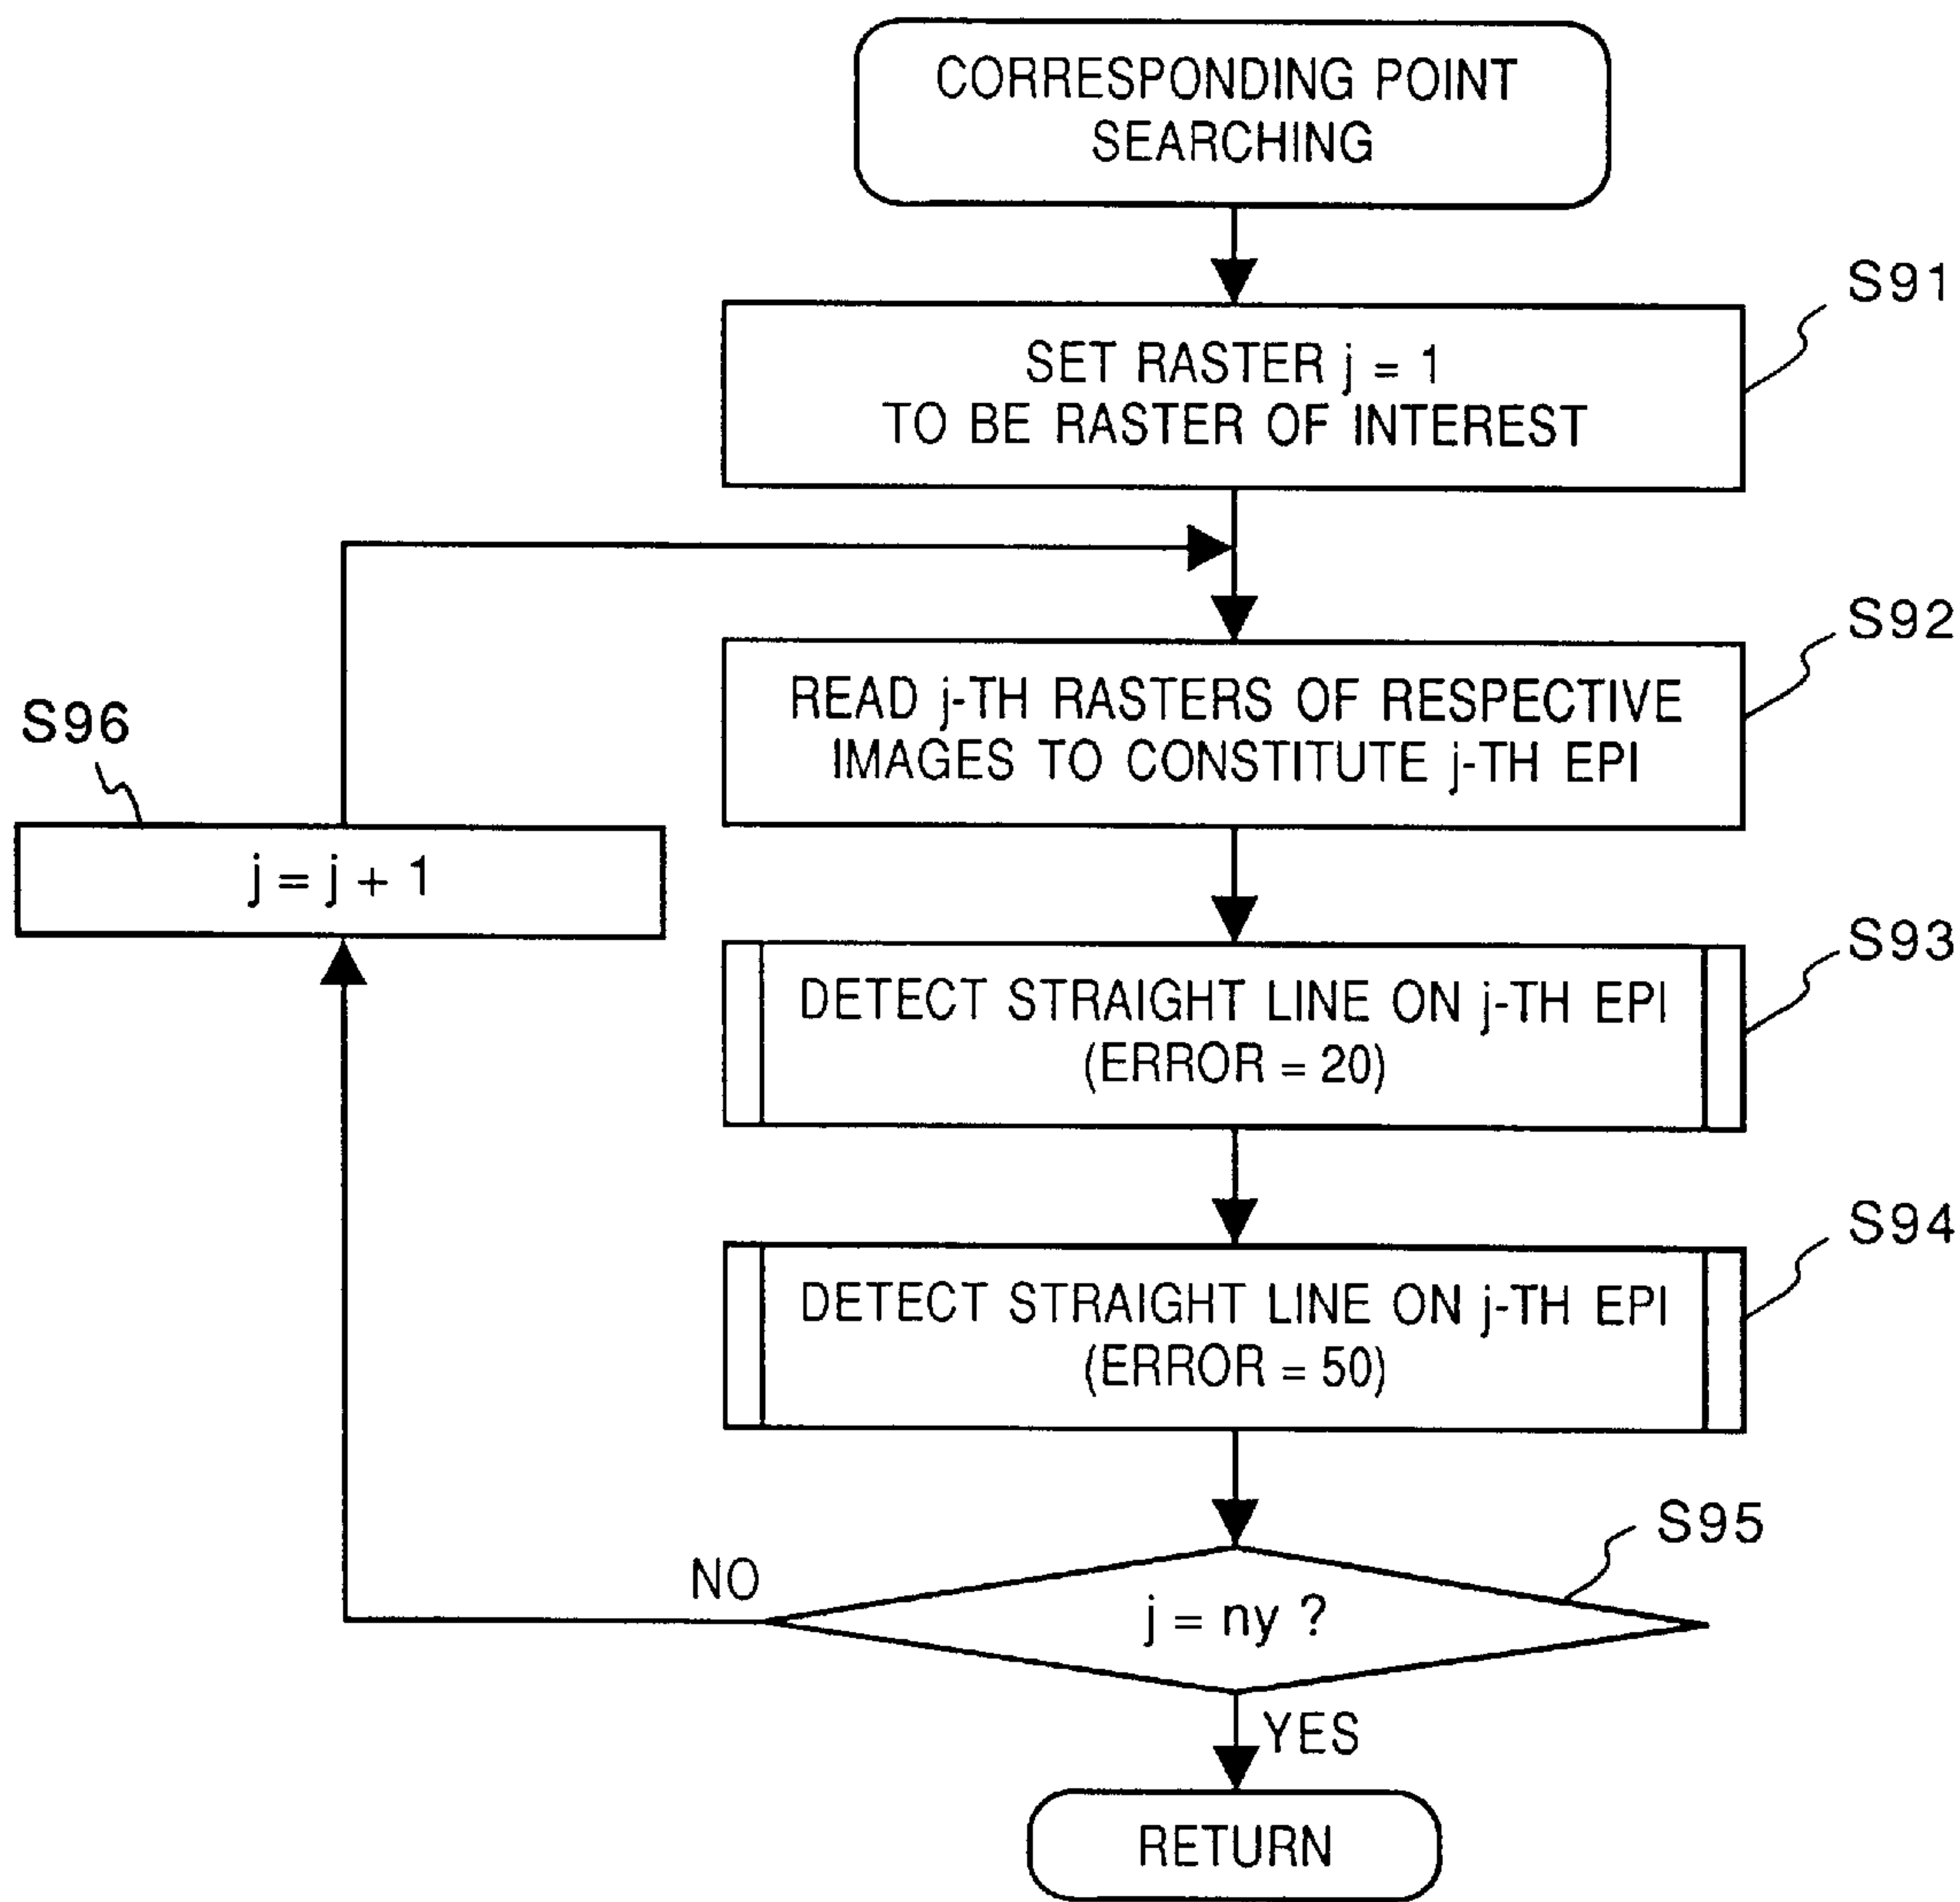 CORRESPONDING POINT
SEARCHING
S91
SET RASTER j = 1
TO BE RASTER OF INTEREST
S92
READ j-TH RASTERS OF RESPECTIVE
IMAGES TO CONSTITUTE j-TH EPI
S96
j = j + 1
S93
DETECT STRAIGHT LINE ON j-TH EPI
(ERROR = 20)
S94
DETECT STRAIGHT LINE ON j-TH EPI
(ERROR = 50)
S95
NO
j = ny ?
YES
RETURN